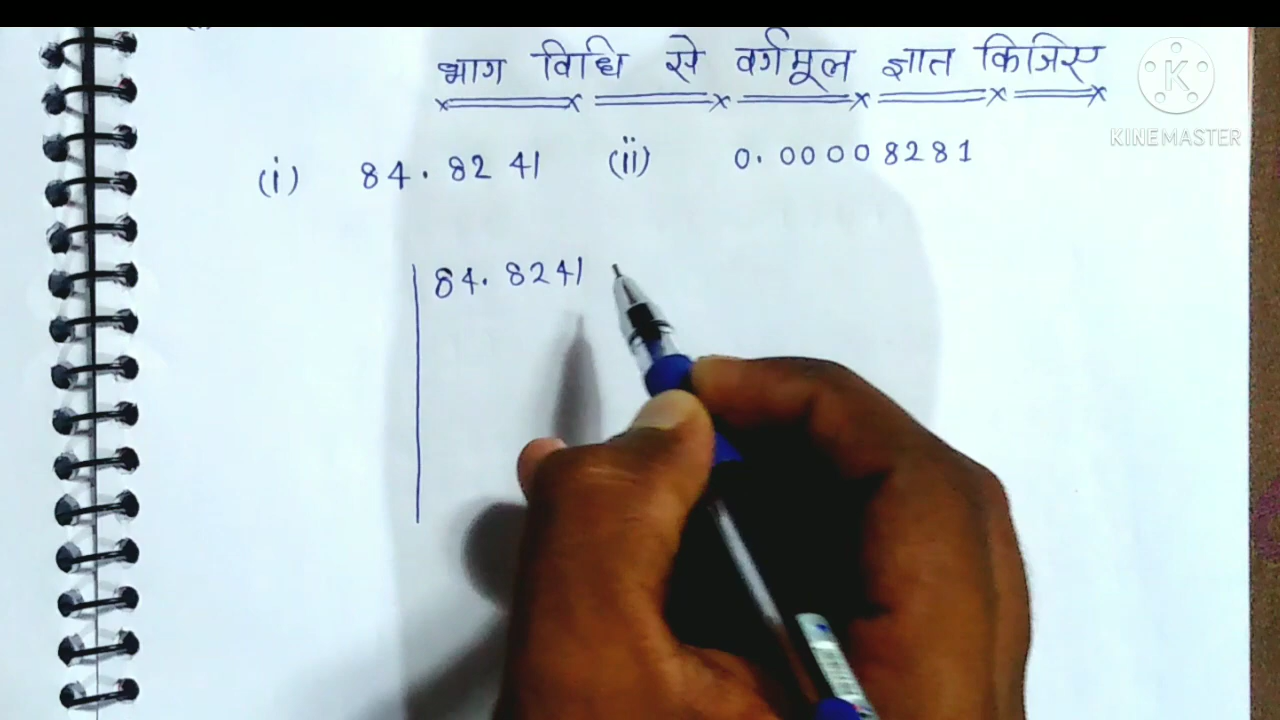 भाग विधि से वर्गमूल ज्ञात किजिए
K
KINEMASTER
(i) 84.8241 (ii) 0.00008281
84.8241